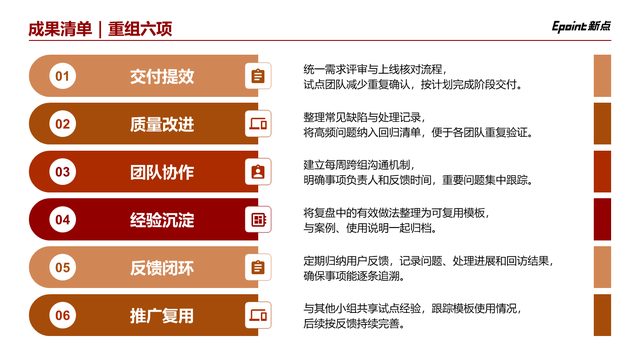 成果清单｜重组六项
Epoint新点
01
交付提效
统一需求评审与上线核对流程，
试点团队减少重复确认，按计划完成阶段交付。
02
质量改进
整理常见缺陷与处理记录，
将高频问题纳入回归清单，便于各团队重复验证。
03
团队协作
建立每周跨组沟通机制，
明确事项负责人和反馈时间，重要问题集中跟踪。
04
经验沉淀
将复盘中的有效做法整理为可复用模板，
与案例、使用说明一起归档。
05
反馈闭环
定期归纳用户反馈，记录问题、处理进展和回访结果，
确保事项能逐条追溯。
06
推广复用
与其他小组共享试点经验，跟踪模板使用情况，
后续按反馈持续完善。